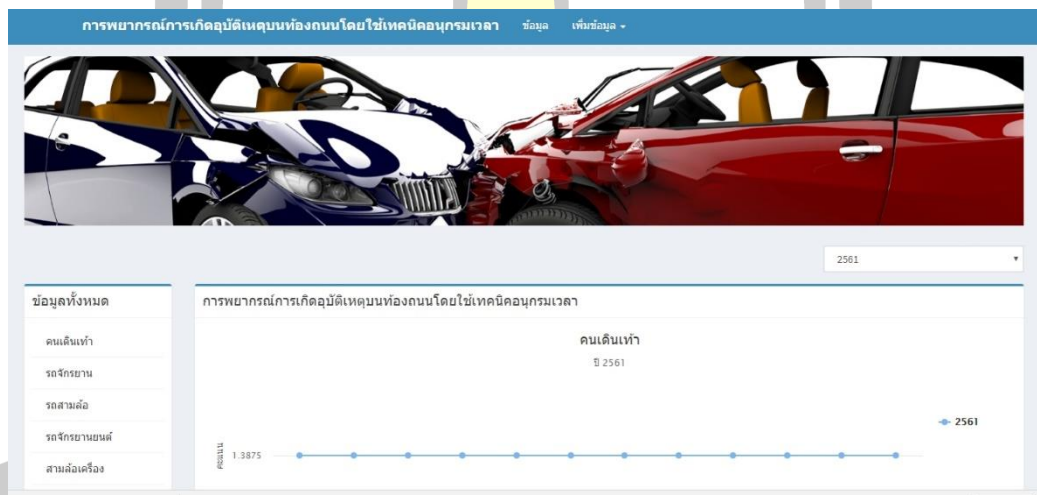 การพยากรณ์การเกิดอุบัติเหตุบนท้องถนนโดยใช้เทคนิคอนุกรมเวลา ข้อมูล เพิ่มข้อมูล
2561
ข้อมูลทั้งหมด
คนเดินเท้า
รถจักรยาน
รถสามล้อ
รถจักรยานยนต์
สามล้อเครื่อง
การพยากรณ์การเกิดอุบัติเหตุบนท้องถนนโดยใช้เทคนิคอนุกรมเวลา
คนเดินเท้า
ปี 2561
คะแนน
1.3875
2561